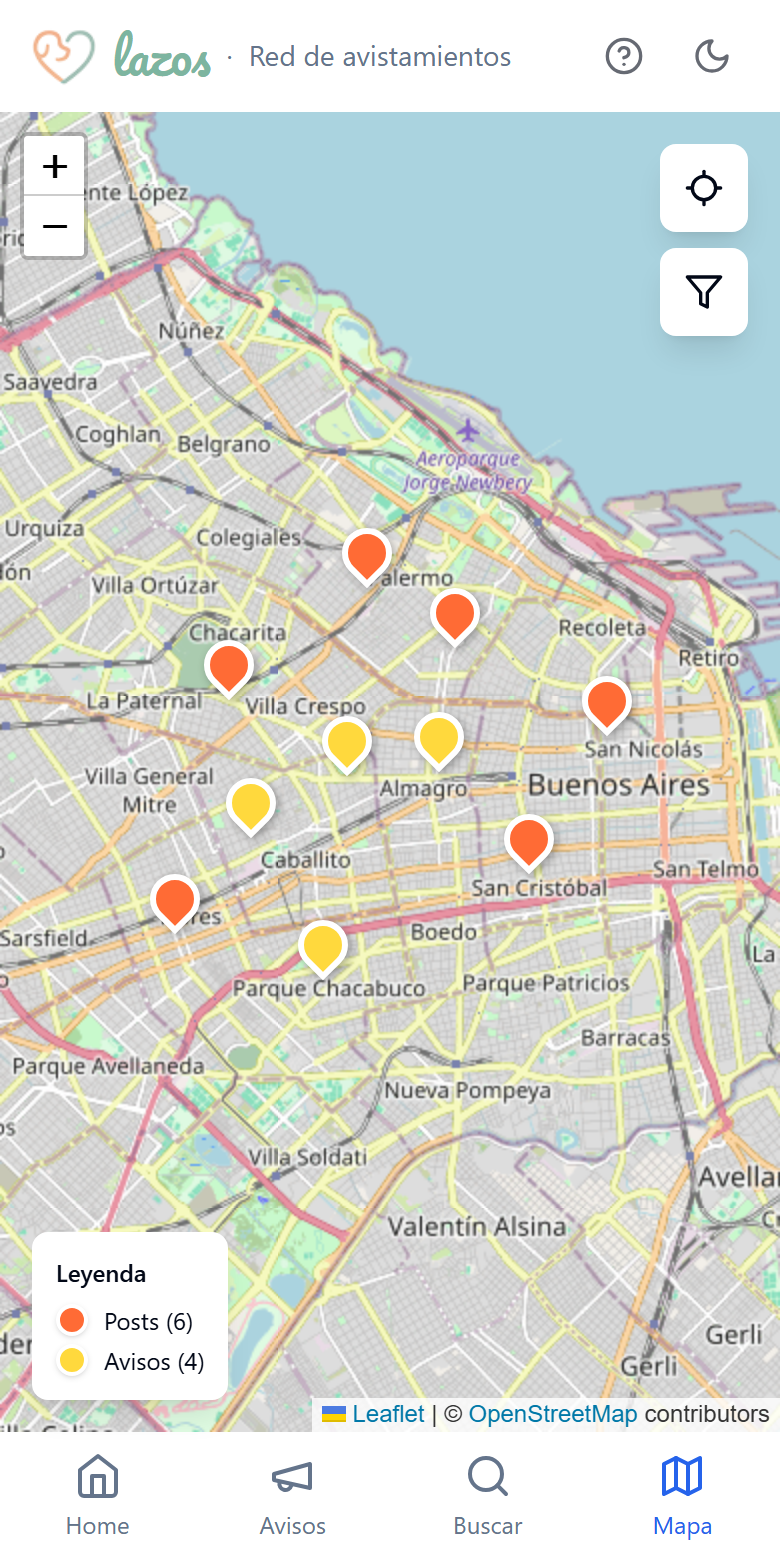 lazos · Red de avistamientos
+
ente López
−
Núñez
Saavedra
Coghlan
Belgrano
Aeroparque
Jorge Newbery
Urquiza
Colegiales
alermo
Villa Ortúzar
Recoleta
Chacarita
Retiro
La Paternal
Villa Crespo
San Nicolás
Villa General
Mitre
Almagro
Buenos Aires
Caballito
San Telmo
San Cristóbal
res
Sarsfield
Boedo
La
Parque Chacabuco
Parque Patricios
Barracas
Parque Avellaneda
Nueva Pompeya
Villa Soldati
Avella
Valentín Alsina
Leyenda
Posts (6)
Avisos (4)
Gerli
Gerli
Leaflet | © OpenStreetMap contributors
Home
Avisos
Buscar
Mapa